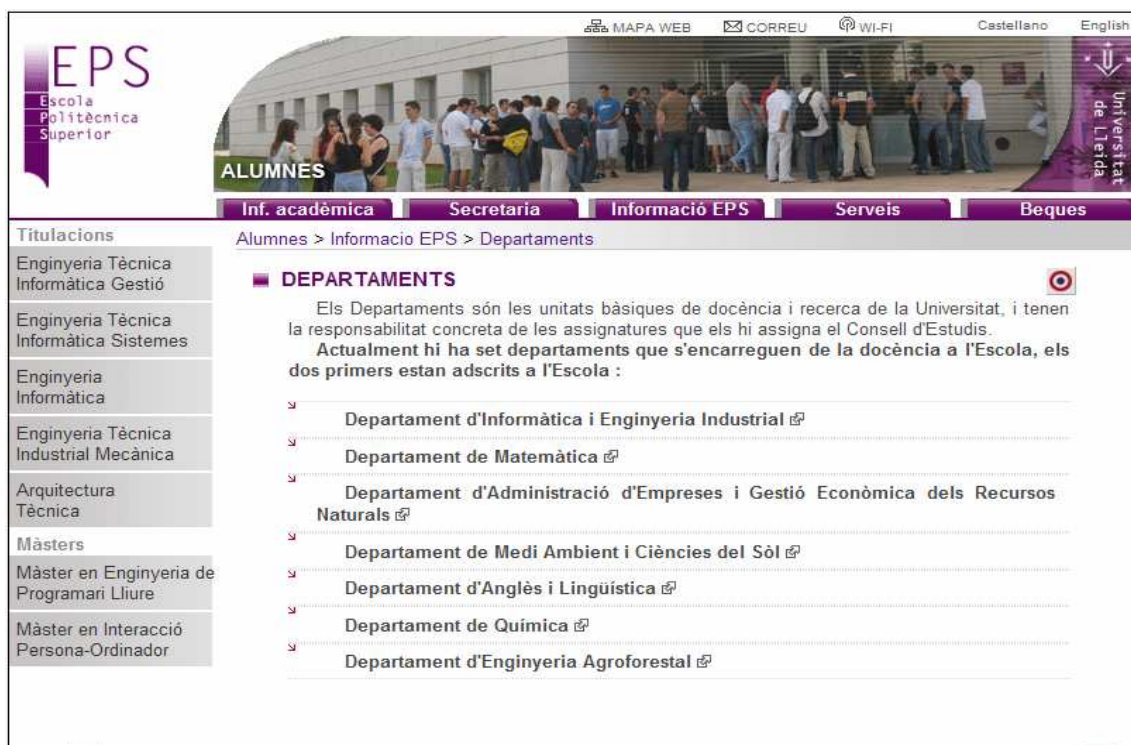 MAPA WEB CORREU WI-FI Castellano English
EPS
Escola
Politècnica
Superior
Universitat
de Lleida
ALUMNES
Inf. acadèmica Secretaria Informació EPS Serveis Beques
Titulacions
Enginyeria Tècnica
Informàtica Gestió
Enginyeria Tècnica
Informàtica Sistemes
Enginyeria
Informàtica
Enginyeria Tècnica
Industrial Mecànica
Arquitectura
Tècnica
Màsters
Màster en Enginyeria de
Programari Lliure
Màster en Interacció
Persona-Ordinador
Alumnes > Informacio EPS > Departaments
DEPARTAMENTS
Els Departaments són les unitats bàsiques de docència i recerca de la Universitat, i tenen
la responsabilitat concreta de les assignatures que els hi assigna el Consell d'Estudis.
Actualment hi ha set departaments que s'encarreguen de la docència a l'Escola, els
dos primers estan adscrits a l'Escola :
Departament d'Informàtica i Enginyeria Industrial
Departament de Matemàtica
Departament d'Administració d'Empreses i Gestió Econòmica dels Recursos
Naturals
Departament de Medi Ambient i Ciències del Sòl
Departament d'Anglès i Lingüística
Departament de Química
Departament d'Enginyeria Agroforestal